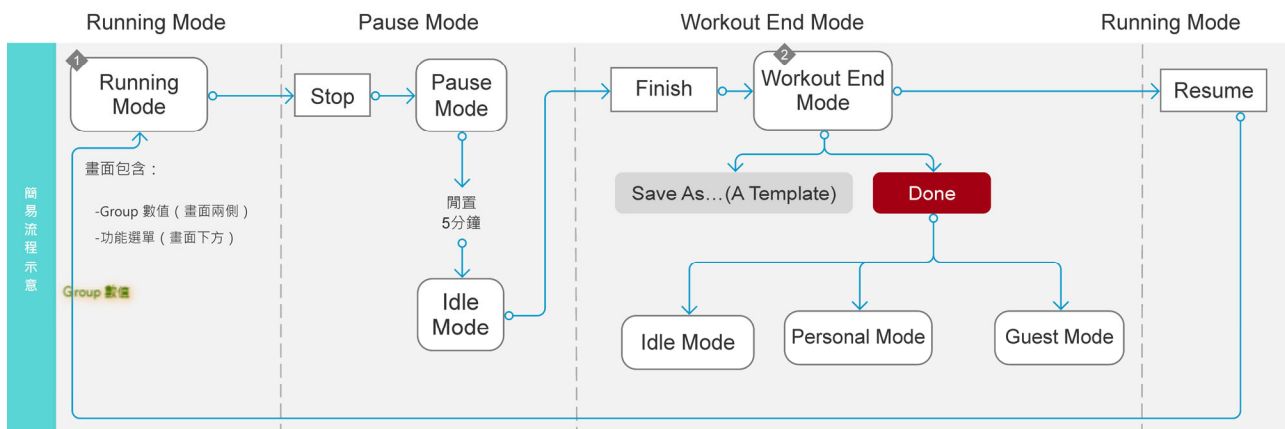 Running Mode
Pause Mode
Workout End Mode
Running Mode
簡易流程示意
1
Running
Mode
畫面包含：
-Group 數值（畫面兩側）
-功能選單（畫面下方）
Group 數值
Stop
Pause
Mode
閒置
5分鐘
Idle
Mode
Finish
2
Workout End
Mode
Save As...(A Template)
Done
Idle Mode
Personal Mode
Guest Mode
Resume